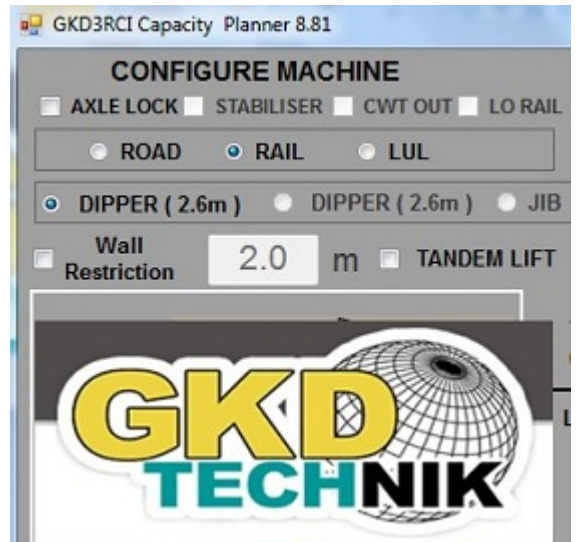 GKD3RCI Capacity Planner 8.81
CONFIGURE MACHINE
AXLE LOCK STABILISER CWT OUT LO RAIL
ROAD RAIL LUL
DIPPER ( 2.6m ) DIPPER ( 2.6m ) JIB
Wall Restriction 2.0 m TANDEM LIFT
GKD
TECHNIK